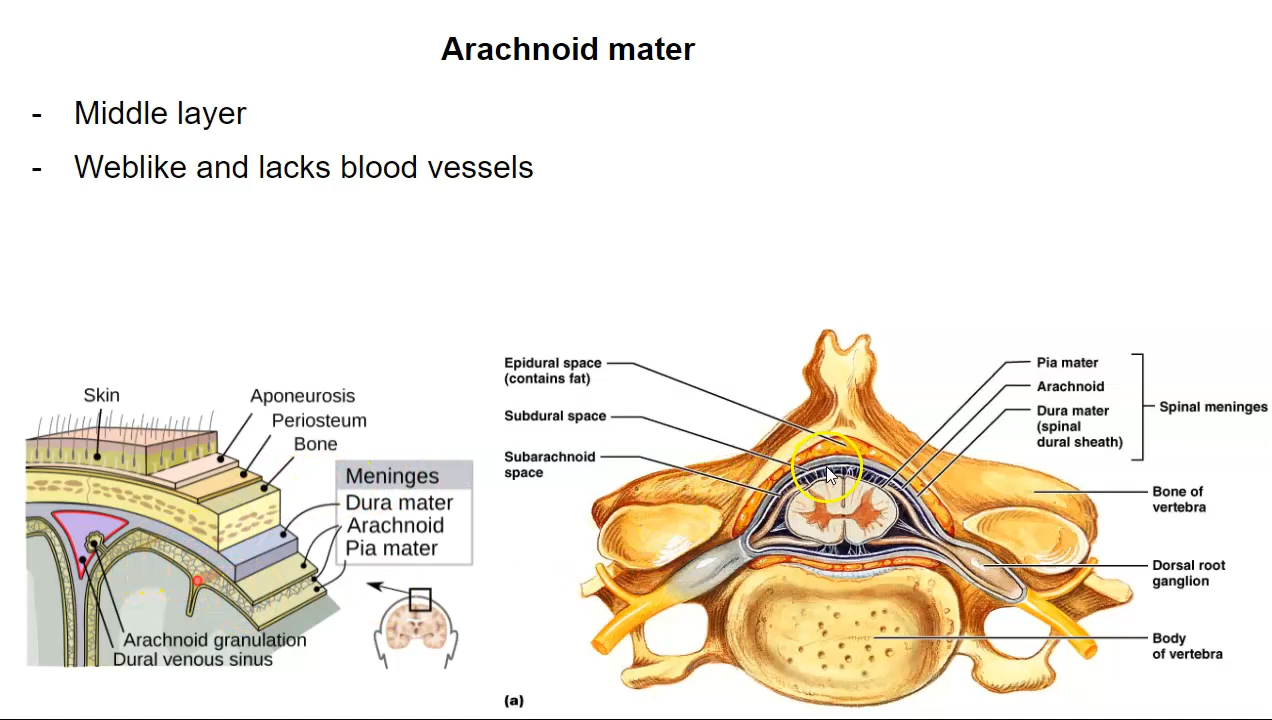 Arachnoid mater
- Middle layer
- Weblike and lacks blood vessels
Skin
Aponeurosis
Periosteum
Bone
Meninges
Dura mater
Arachnoid
Pia mater
Arachnoid granulation
Dural venous sinus
Epidural space
(contains fat)
Subdural space
Subarachnoid
space
Pia mater
Arachnoid
Dura mater
(spinal
dural sheath)
Spinal meninges
Bone of
vertebra
Dorsal root
ganglion
Body
of vertebra
(a)